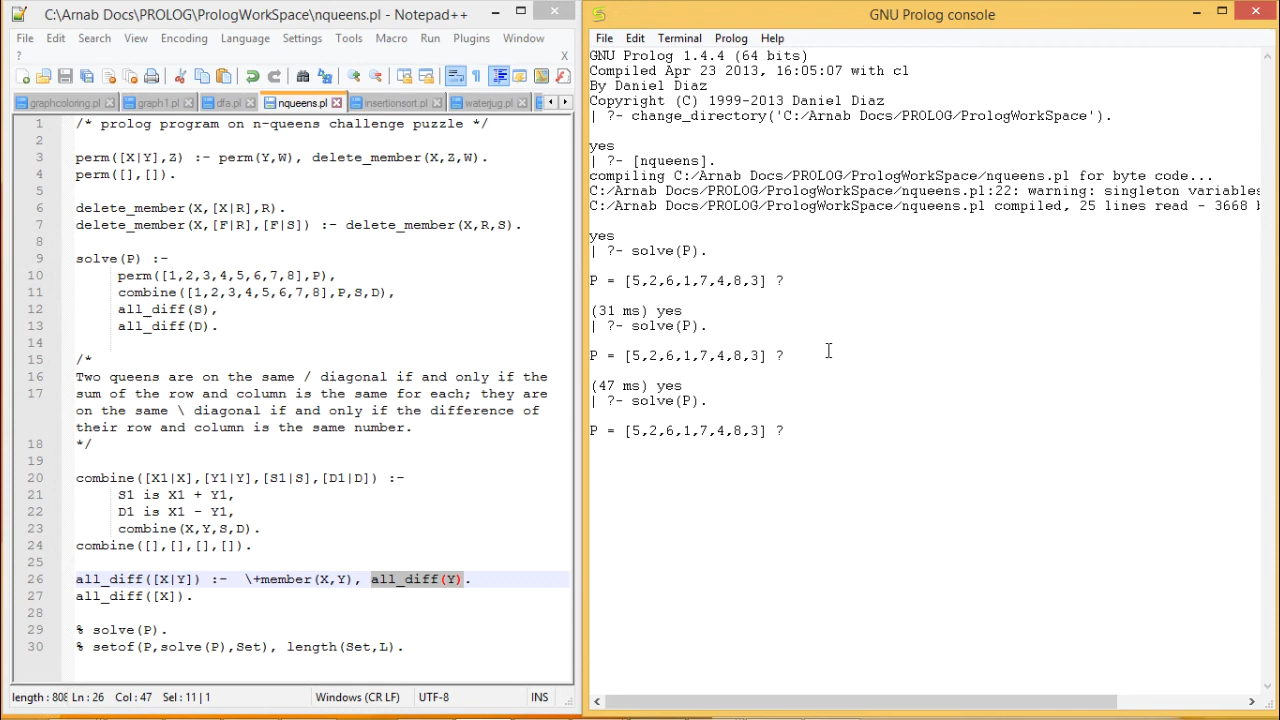 C:\Arnab Docs\PROLOG\PrologWorkSpace\nqueens.pl - Notepad++
File Edit Search View Encoding Language Settings Tools Macro Run Plugins Window
?
X
graphcoloring.pl graph1.pl dfa.pl nqueens.pl insertionsort.pl waterjug.pl
1 /* prolog program on n-queens challenge puzzle */
2
3 perm([X|Y],Z) :- perm(Y,W), delete_member(X,Z,W).
4 perm([],[]).
5
6 delete_member(X,[X|R],R).
7 delete_member(X,[F|R],[F|S]) :- delete_member(X,R,S).
8
9 solve(P) :-
10 perm([1,2,3,4,5,6,7,8],P),
11 combine([1,2,3,4,5,6,7,8],P,S,D),
12 all_diff(S),
13 all_diff(D).
14
15 /*
16 Two queens are on the same / diagonal if and only if the
17 sum of the row and column is the same for each; they are
on the same \ diagonal if and only if the difference of
their row and column is the same number.
18 */
19
20 combine([X1|X],[Y1|Y],[S1|S],[D1|D]) :-
21 S1 is X1 + Y1,
22 D1 is X1 - Y1,
23 combine(X,Y,S,D).
24 combine([],[],[],[]).
25
26 all_diff([X|Y]) :- \+member(X,Y), all_diff(Y).
27 all_diff([X]).
28
29 % solve(P).
30 % setof(P,solve(P),Set), length(Set,L).
length : 808 Ln : 26 Col : 47 Sel : 11 | 1 Windows (CR LF) UTF-8 INS
GNU Prolog console
File Edit Terminal Prolog Help
GNU Prolog 1.4.4 (64 bits)
Compiled Apr 23 2013, 16:05:07 with cl
By Daniel Diaz
Copyright (C) 1999-2013 Daniel Diaz
| ?- change_directory('C:/Arnab Docs/PROLOG/PrologWorkSpace').
yes
| ?- [nqueens].
compiling C:/Arnab Docs/PROLOG/PrologWorkSpace/nqueens.pl for byte code...
C:/Arnab Docs/PROLOG/PrologWorkSpace/nqueens.pl:22: warning: singleton variables
C:/Arnab Docs/PROLOG/PrologWorkSpace/nqueens.pl compiled, 25 lines read - 3668 b
yes
| ?- solve(P).
P = [5,2,6,1,7,4,8,3] ?
(31 ms) yes
| ?- solve(P).
P = [5,2,6,1,7,4,8,3] ?
(47 ms) yes
| ?- solve(P).
P = [5,2,6,1,7,4,8,3] ?